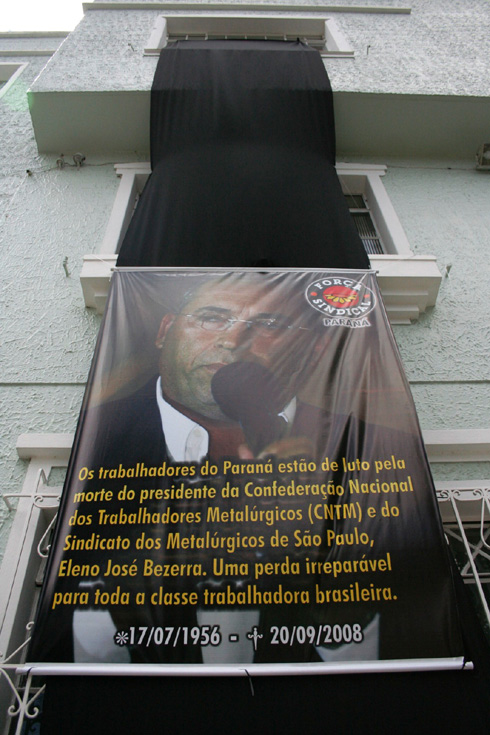 FORÇA
SINDICAL
PARANÁ
Os trabalhadores do Paraná estão de luto pela
morte do presidente da Confederação Nacional
dos Trabalhadores Metalúrgicos (CNTM) e do
Sindicato dos Metalúrgicos de São Paulo,
Eleno José Bezerra. Uma perda irreparável
para toda a classe trabalhadora brasileira.
17/07/1956 - 20/09/2008